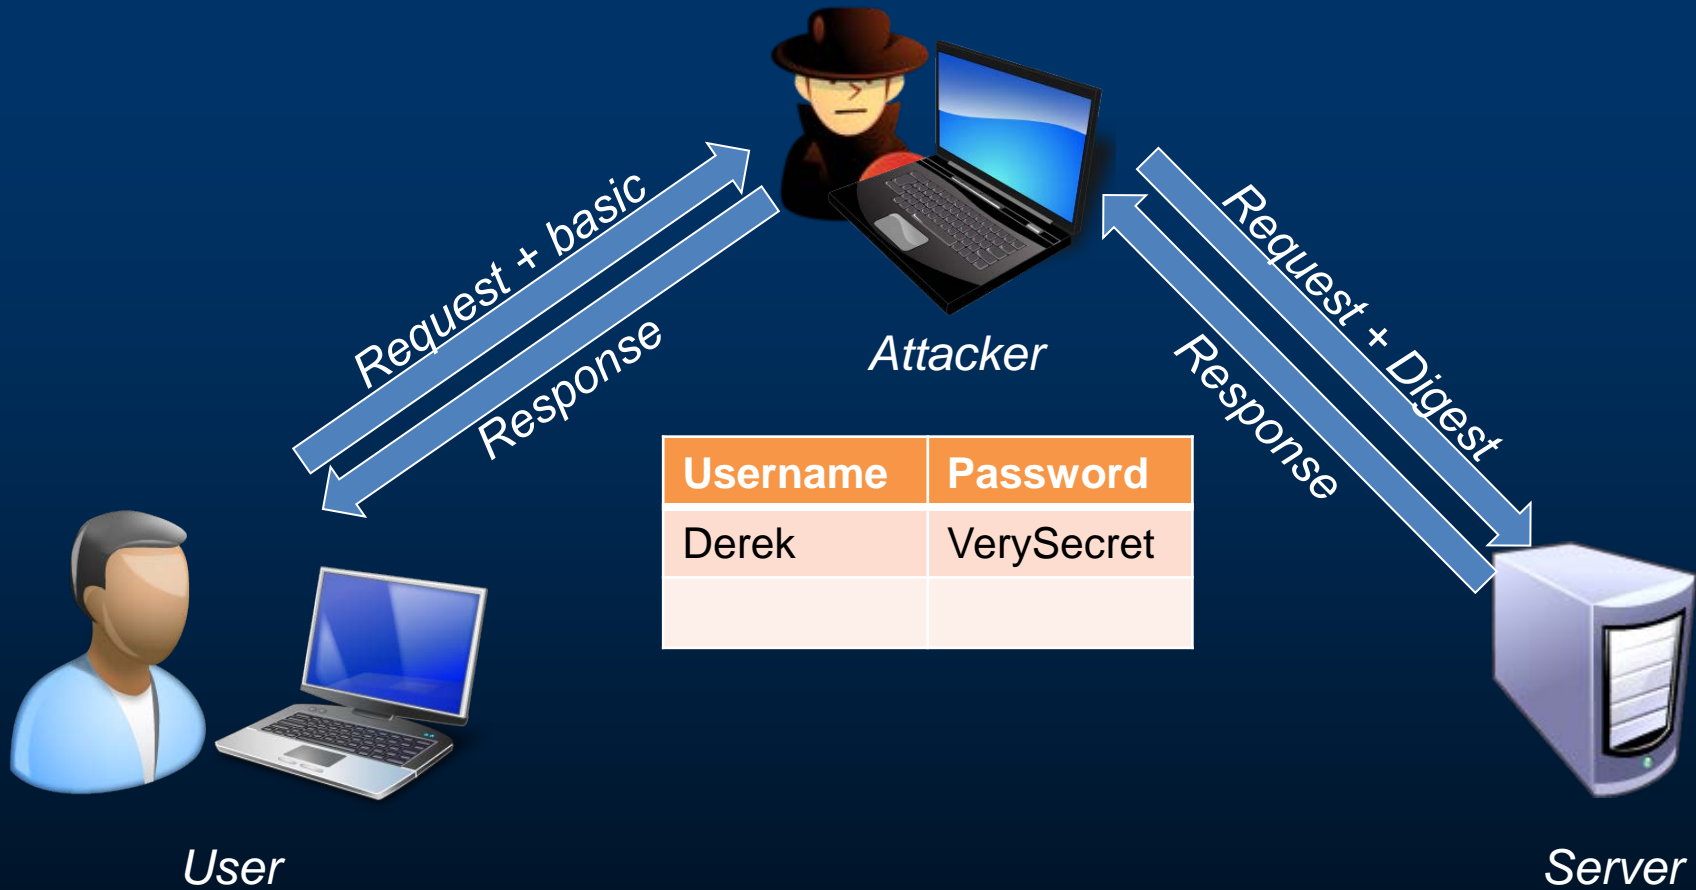 Request + basic
Response
Attacker
Request + Digest
Response
Username Password
Derek VerySecret
User
Server